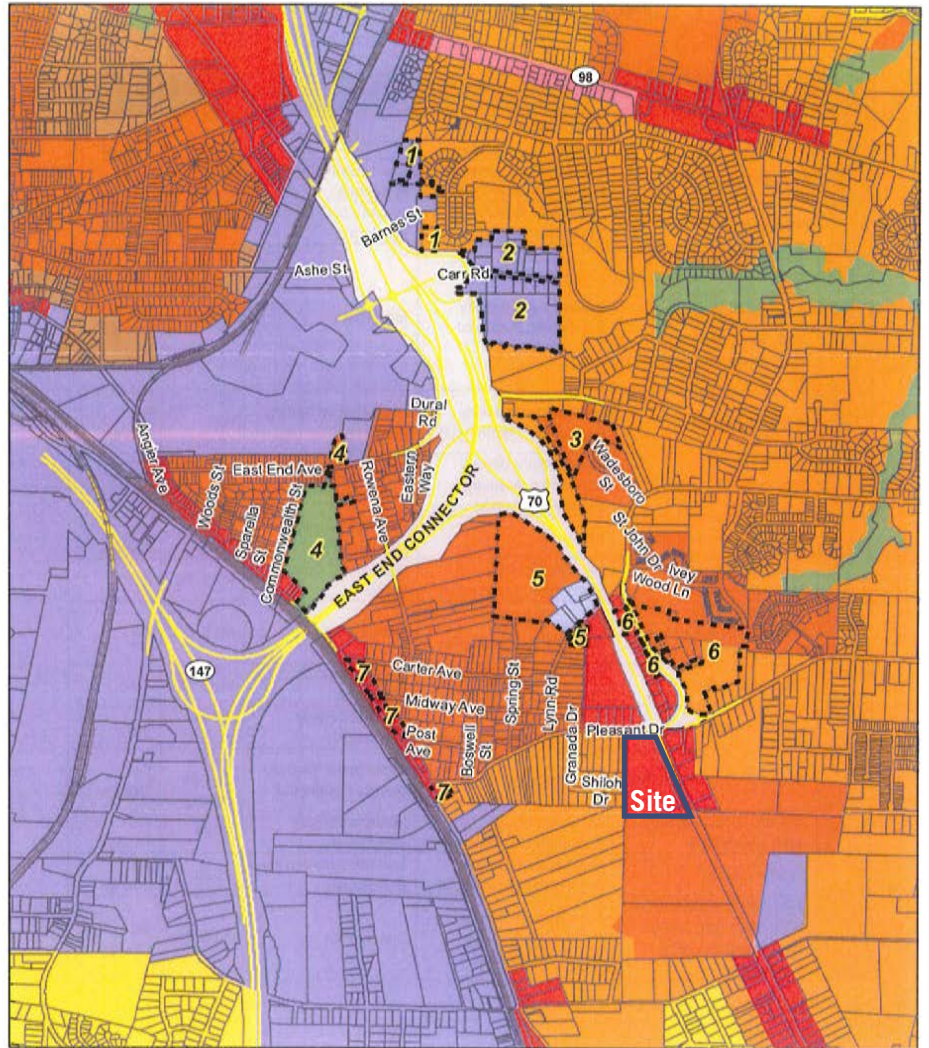 98
1
Barnes St
1
2
Ashe St
Carr Rd
2
Dural
Rd
3
Wadesboro
St
Angier Ave
4
East End Ave
Woods St
Rowena Ave
Eastern
Way
Sparella
St
Commonwealth St
4
EAST END CONNECTOR
70
St John Dr
Ivey
Wood Ln
5
5
6
6
6
147
7
Carter Ave
Midway Ave
7
Post
Ave
Boswell
St
Spring St
Lynn Rd
Granada Dr
Pleasant Dr
7
Shiloh
Dr
Site